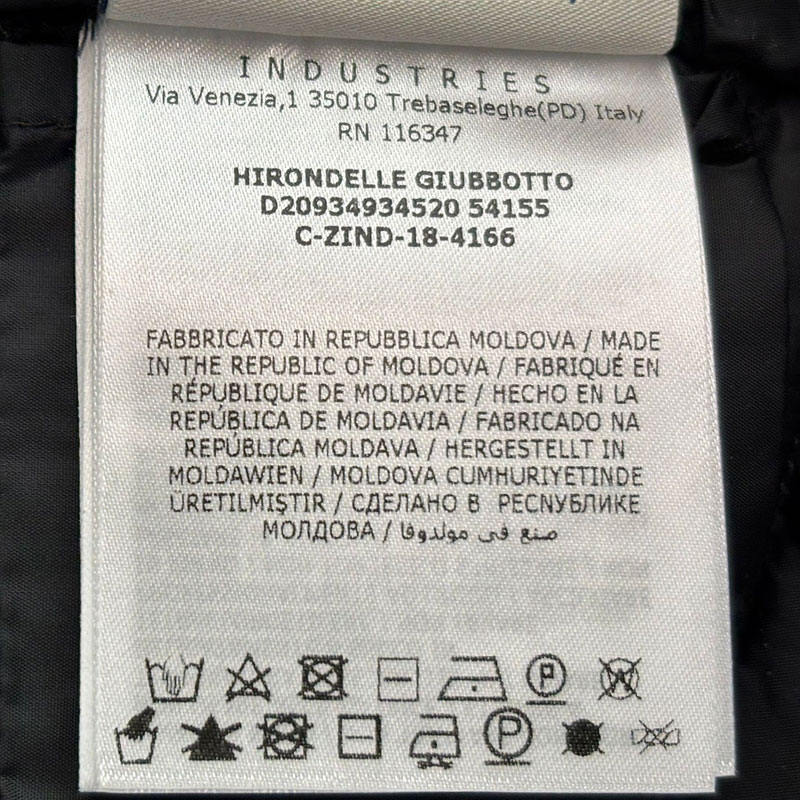 INDUSTRIES
Via Venezia,1 35010 Trebaseleghe(PD) Italy
RN 116347
HIRONDELLE GIUBBOTTO
D20934934520 54155
C-ZIND-18-4166
FABBRICATO IN REPUBBLICA MOLDOVA / MADE
IN THE REPUBLIC OF MOLDOVA / FABRIQUÉ EN
RÉPUBLIQUE DE MOLDAVIE / HECHO EN LA
REPÚBLICA DE MOLDAVIA / FABRICADO NA
REPÚBLICA MOLDAVA / HERGESTELLT IN
MOLDAWIEN / MOLDOVA CUMHURIYETINDE
ÜRETILMIŞTIR / СДЕЛАНО В РЕСПУБЛИКЕ
МОЛДОВА / صنع في مولدوفا
P W
P